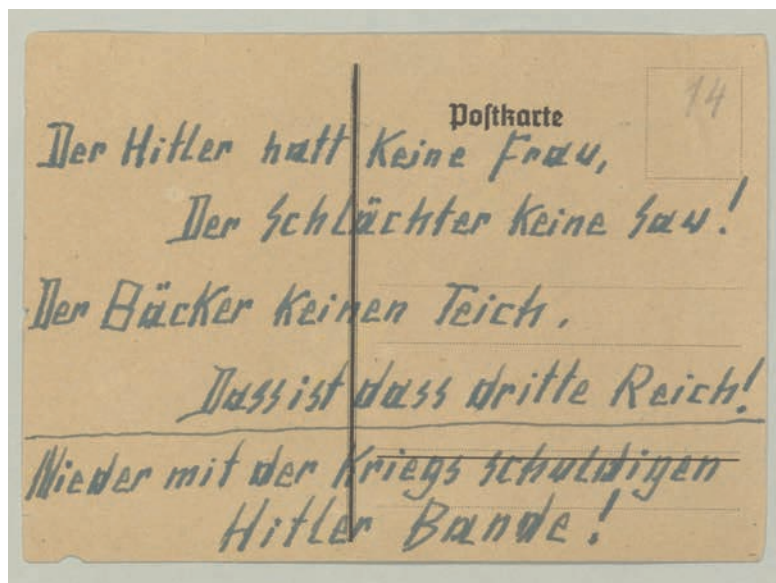 Postkarte
14
Der Hitler hatt Keine Frau,
Der Schlächter Keine Sau!
Der Bäcker Keinen Teich,
Dass ist dass dritte Reich!
Nieder mit der Kriegs schuldigen
Hitler Bande!